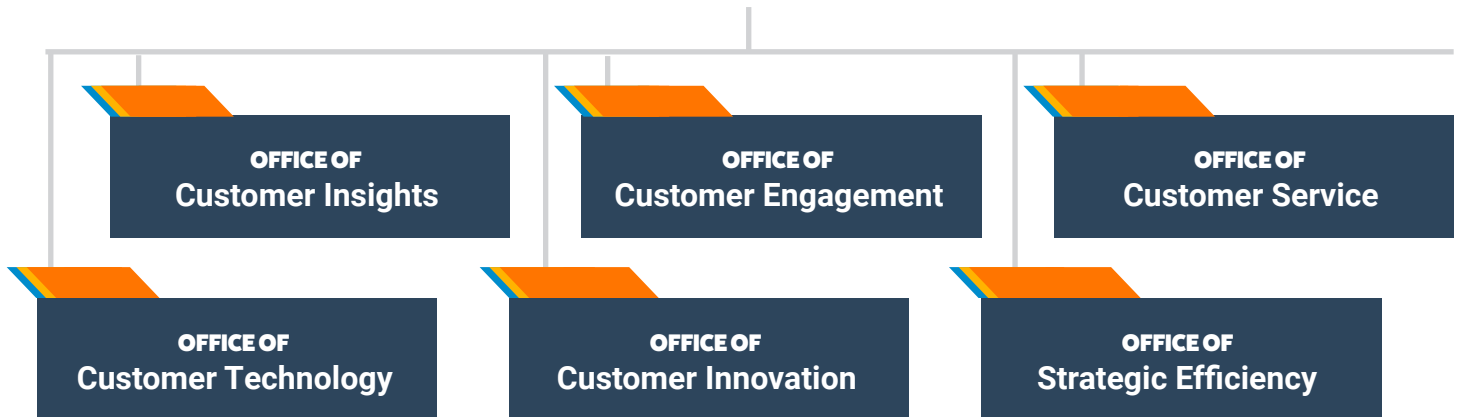 OFFICE OF
Customer Insights
OFFICE OF
Customer Engagement
OFFICE OF
Customer Service
OFFICE OF
Customer Technology
OFFICE OF
Customer Innovation
OFFICE OF
Strategic Efficiency